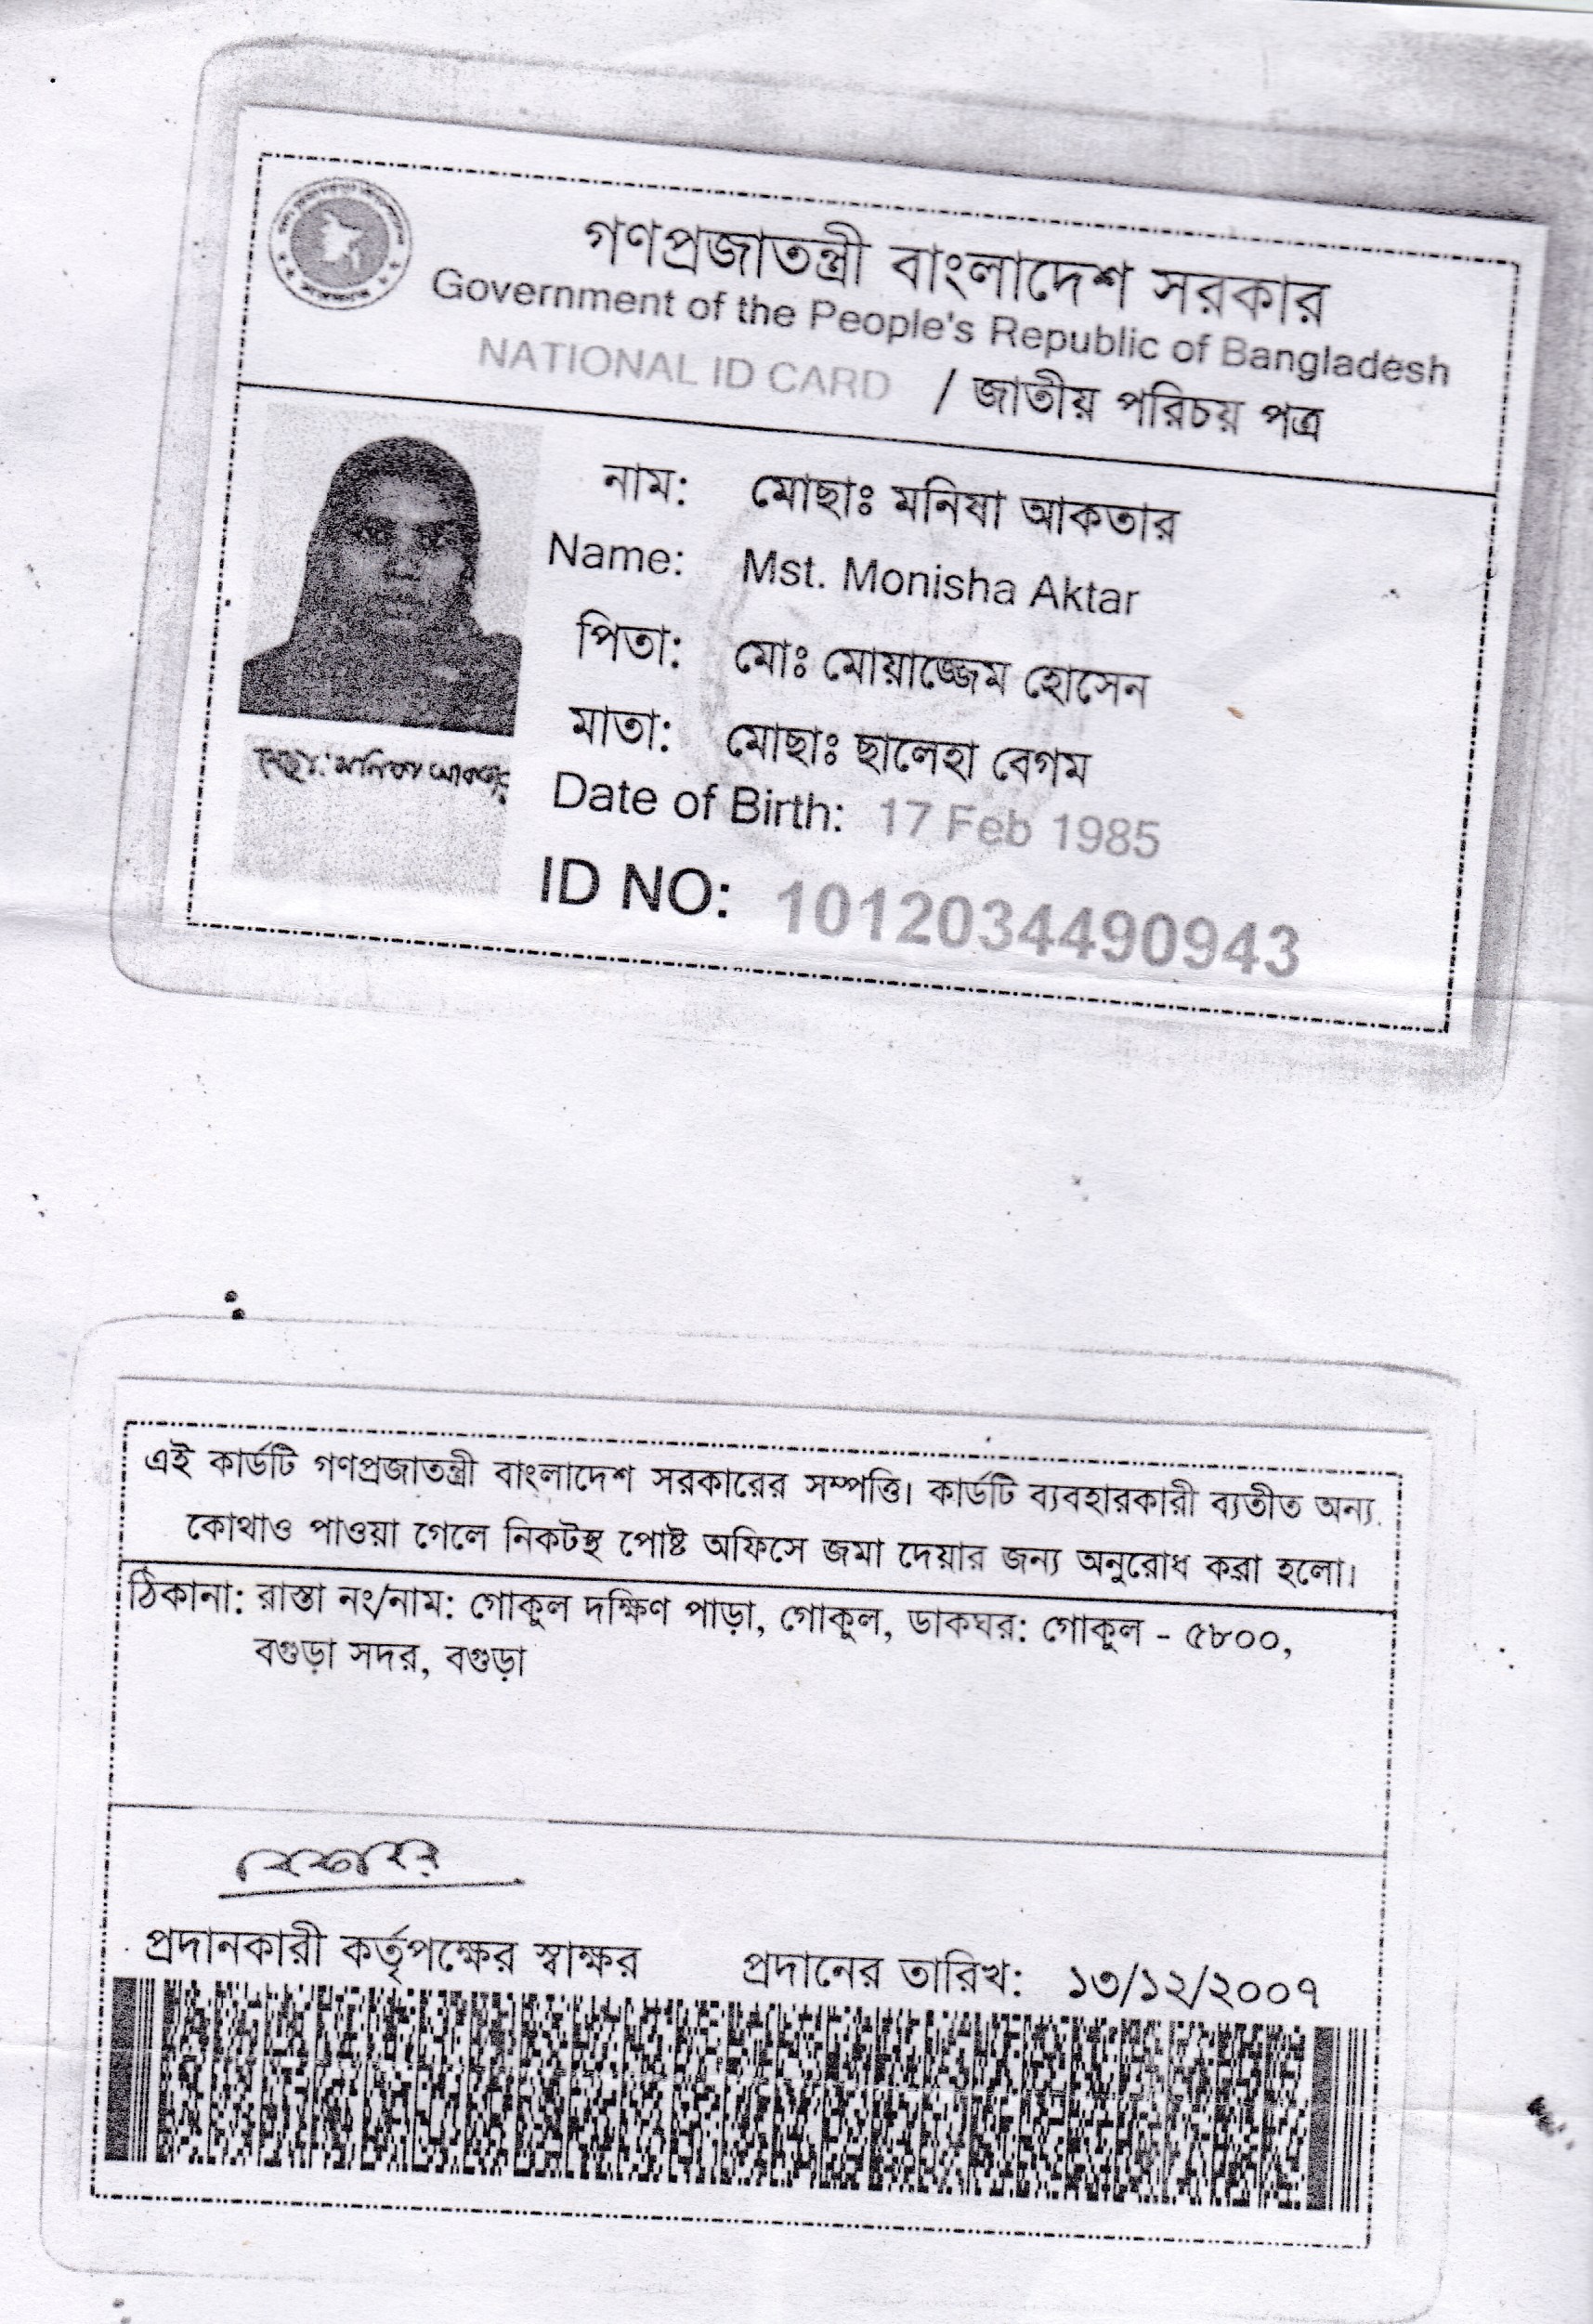 গণপ্রজাতন্ত্রী বাংলাদেশ সরকার
Government of the People's Republic of Bangladesh
NATIONAL ID CARD / জাতীয় পরিচয় পত্র
নাম: মোছাঃ মনিষা আকতার
Name: Mst. Monisha Aktar
পিতা: মোঃ মোয়াজ্জেম হোসেন
মাতা: মোছাঃ ছালেহা বেগম
Date of Birth: 17 Feb 1985
ID NO: 1012034490943
এই কার্ডটি গণপ্রজাতন্ত্রী বাংলাদেশ সরকারের সম্পত্তি। কার্ডটি ব্যবহারকারী ব্যতীত অন্য
কোথাও পাওয়া গেলে নিকটস্থ পোষ্ট অফিসে জমা দেয়ার জন্য অনুরোধ করা হলো।
ঠিকানা: রাস্তা নং/নাম: গোকুল দক্ষিণ পাড়া, গোকুল, ডাকঘর: গোকুল - ৫৮০০,
বগুড়া সদর, বগুড়া
প্রদানকারী কর্তৃপক্ষের স্বাক্ষর প্রদানের তারিখ: ১৩/১২/২০০৭